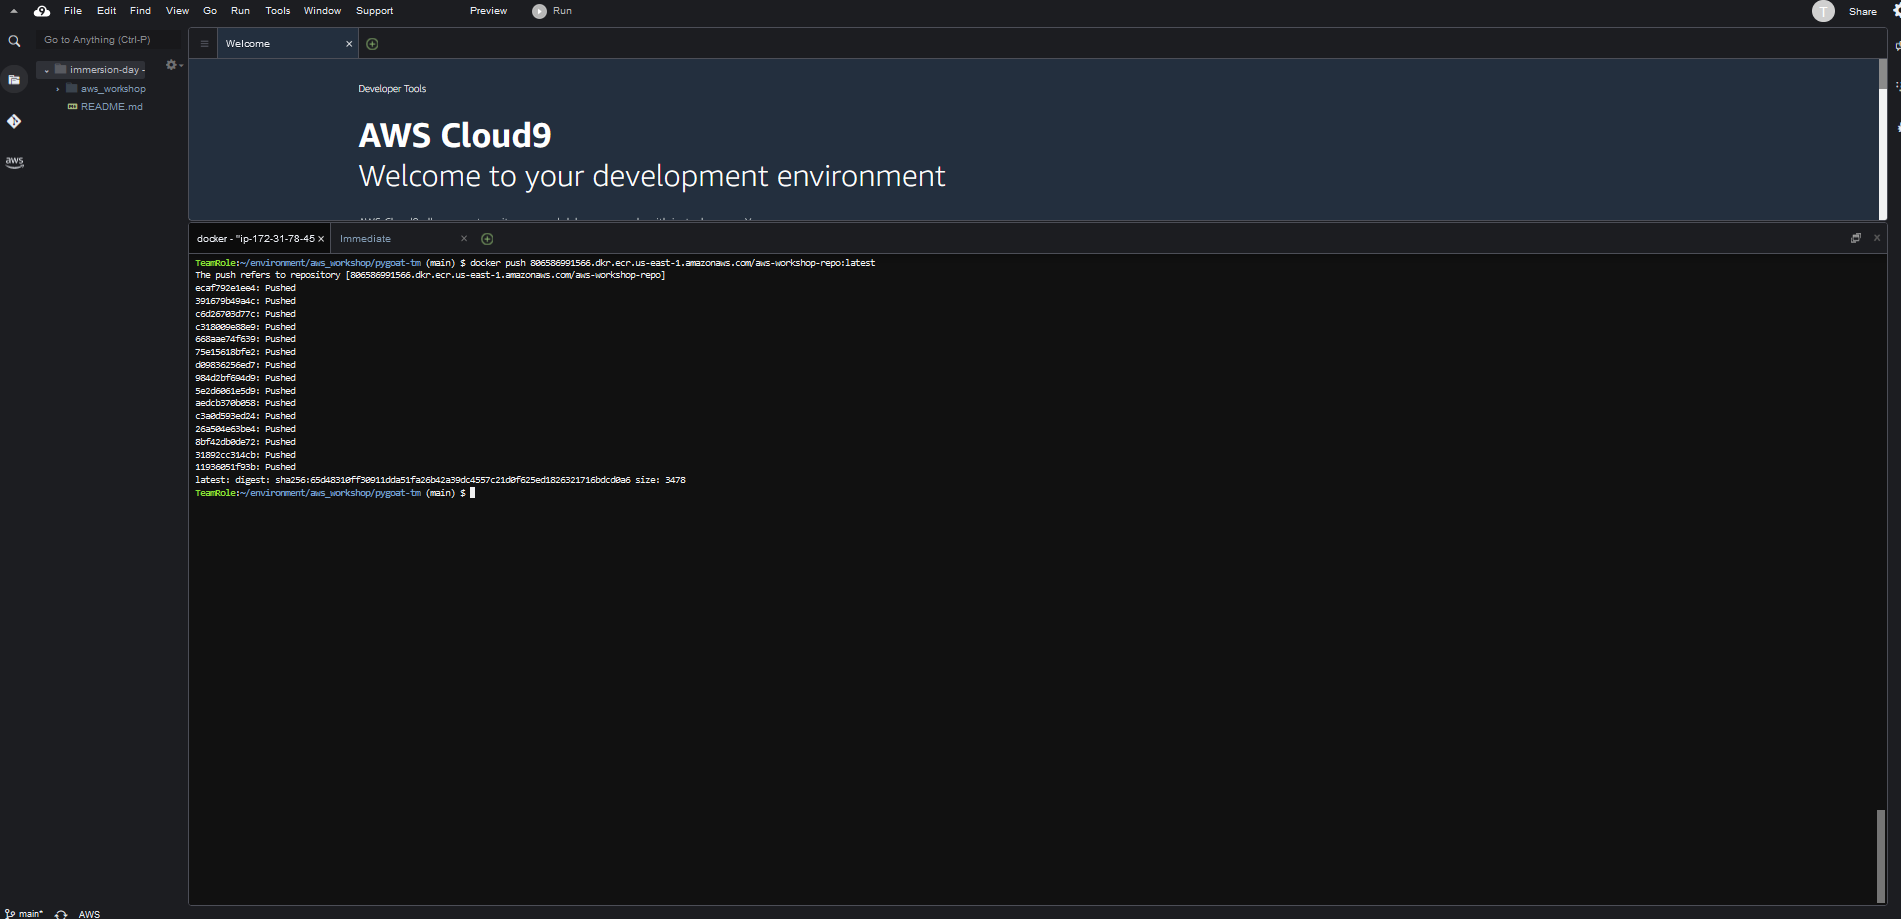 File Edit Find View Go Run Tools Window Support Preview Run
T Share
Go to Anything (Ctrl-P)
immersion-day -
aws_workshop
README.md
aws
Welcome
Developer Tools
AWS Cloud9
Welcome to your development environment
docker - "ip-172-31-78-45 Immediate
TeamRole:~/environment/aws_workshop/pygoat-tm (main) $ docker push 806586991566.dkr.ecr.us-east-1.amazonaws.com/aws-workshop-repo:latest
The push refers to repository [806586991566.dkr.ecr.us-east-1.amazonaws.com/aws-workshop-repo]
ecaf792e1ee4: Pushed
391679b49a4c: Pushed
c6d26703d77c: Pushed
c318009e88e9: Pushed
668aae74f639: Pushed
75e15618bfe2: Pushed
d09836256ed7: Pushed
984d2bf694d9: Pushed
5e2d6061e5d9: Pushed
aedcb370b058: Pushed
c3a0d593ed24: Pushed
26a504e63be4: Pushed
8bf42db0de72: Pushed
31892cc314cb: Pushed
11936051f93b: Pushed
latest: digest: sha256:65d48310ff30911dda51fa26b42a39dc4557c21d0f625ed1826321716bdcd0a6 size: 3478
TeamRole:~/environment/aws_workshop/pygoat-tm (main) $
main* AWS